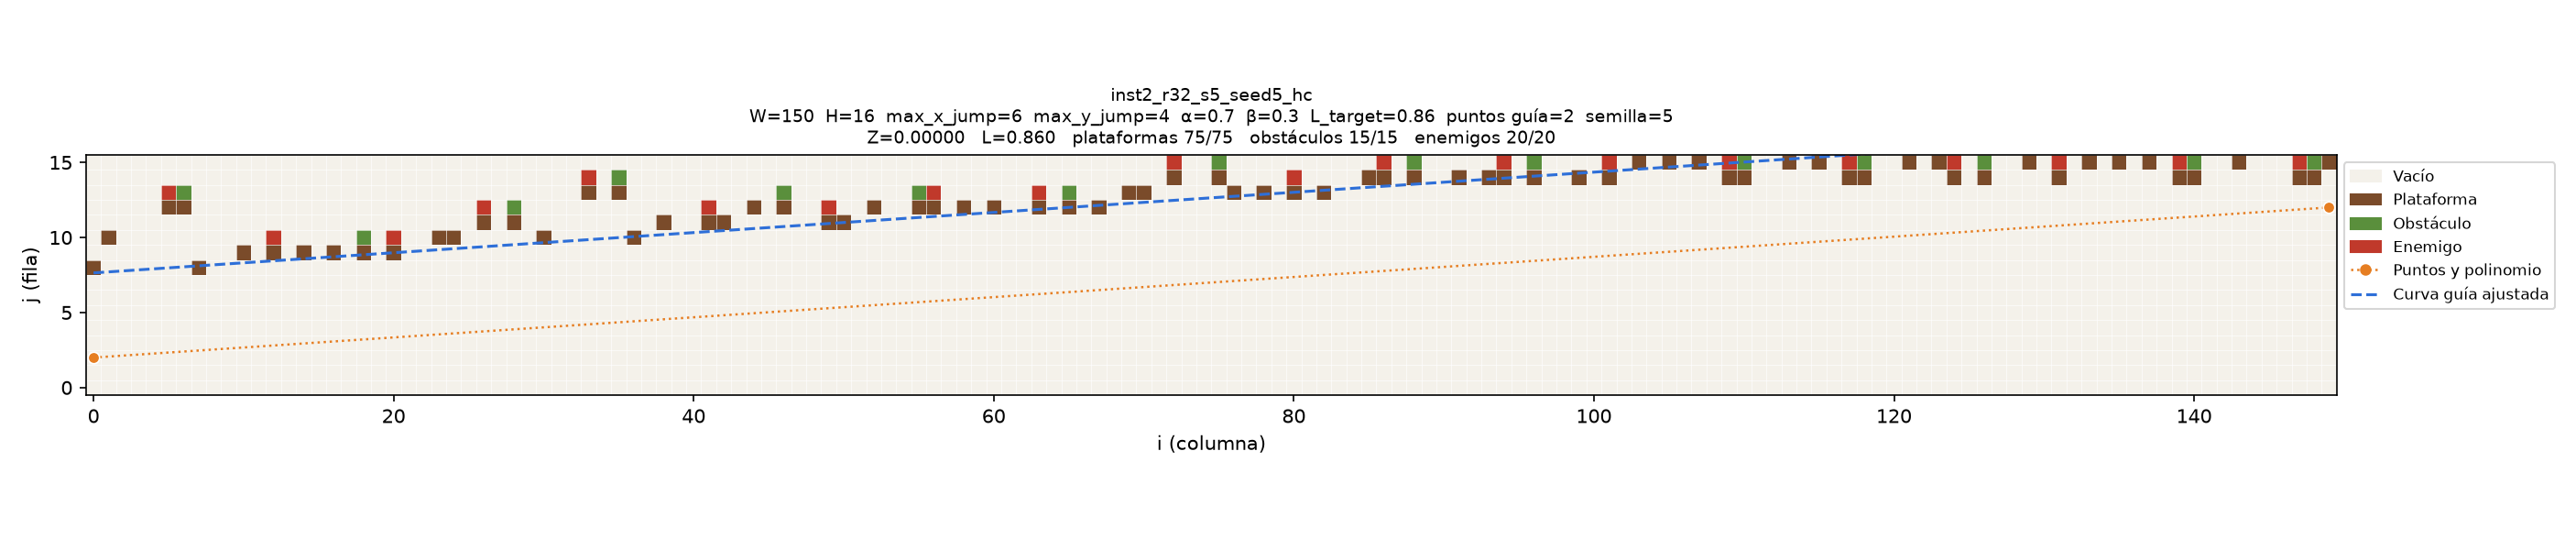 inst2_r32_s5_seed5_hc
W=150 H=16 max_x_jump=6 max_y_jump=4 α=0.7 β=0.3 L_target=0.86 puntos guía=2 semilla=5
Z=0.00000 L=0.860 plataformas 75/75 obstáculos 15/15 enemigos 20/20
15
10
5
0
j (fila)
0 20 40 60 80 100 120 140
i (columna)
Vacío
Plataforma
Obstáculo
Enemigo
Puntos y polinomio
Curva guía ajustada